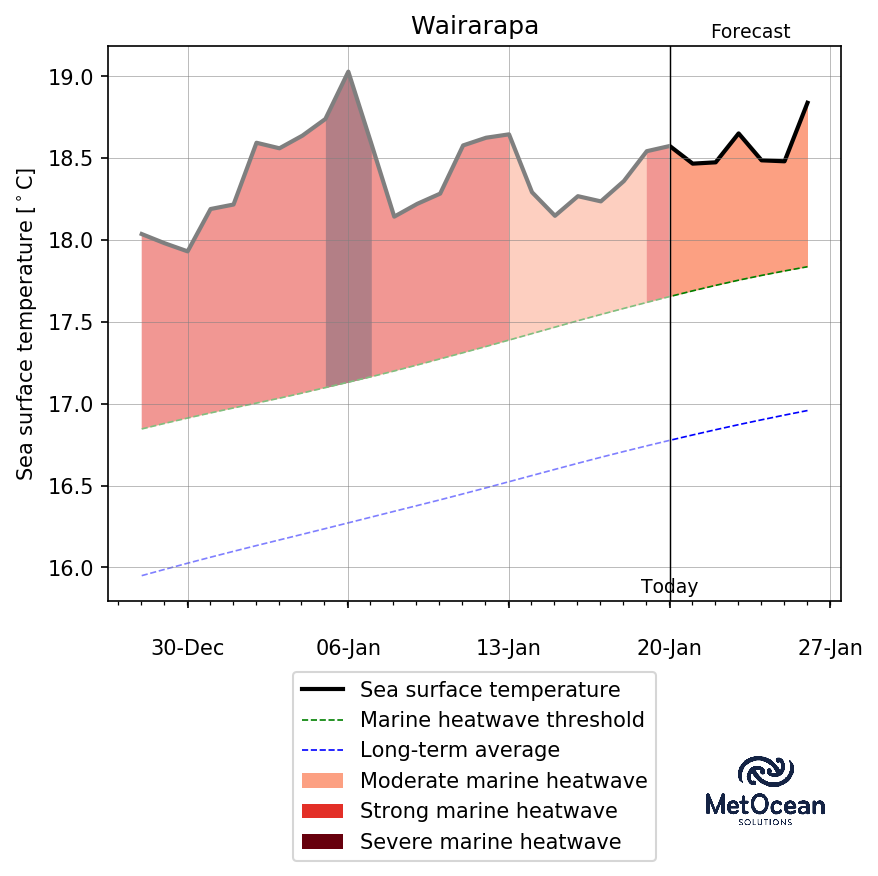 Wairarapa
Forecast
Sea surface temperature [°C]
19.0
18.5
18.0
17.5
17.0
16.5
16.0
Today
30-Dec 06-Jan 13-Jan 20-Jan 27-Jan
Sea surface temperature
Marine heatwave threshold
Long-term average
Moderate marine heatwave
Strong marine heatwave
Severe marine heatwave
MetOcean
SOLUTIONS